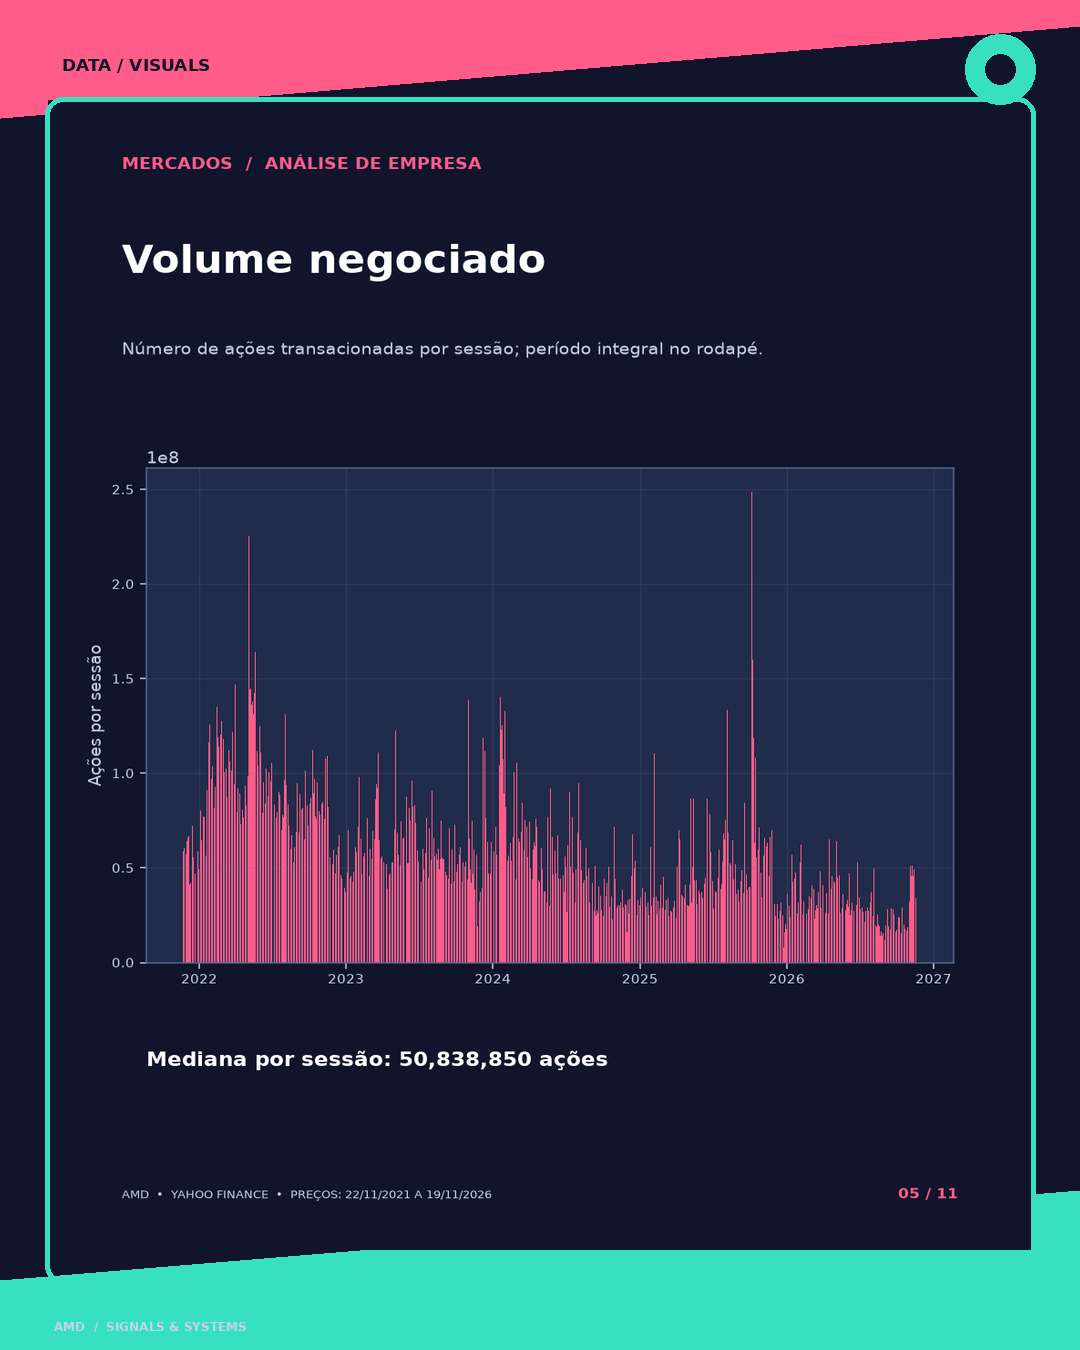 DATA / VISUALS
MERCADOS / ANÁLISE DE EMPRESA
Volume negociado
Número de ações transacionadas por sessão; período integral no rodapé.
1e8
2.5
2.0
1.5
1.0
0.5
0.0
Ações por sessão
2022 2023 2024 2025 2026 2027
Mediana por sessão: 50,838,850 ações
AMD • YAHOO FINANCE • PREÇOS: 22/11/2021 A 19/11/2026
05 / 11
AMD / SIGNALS & SYSTEMS